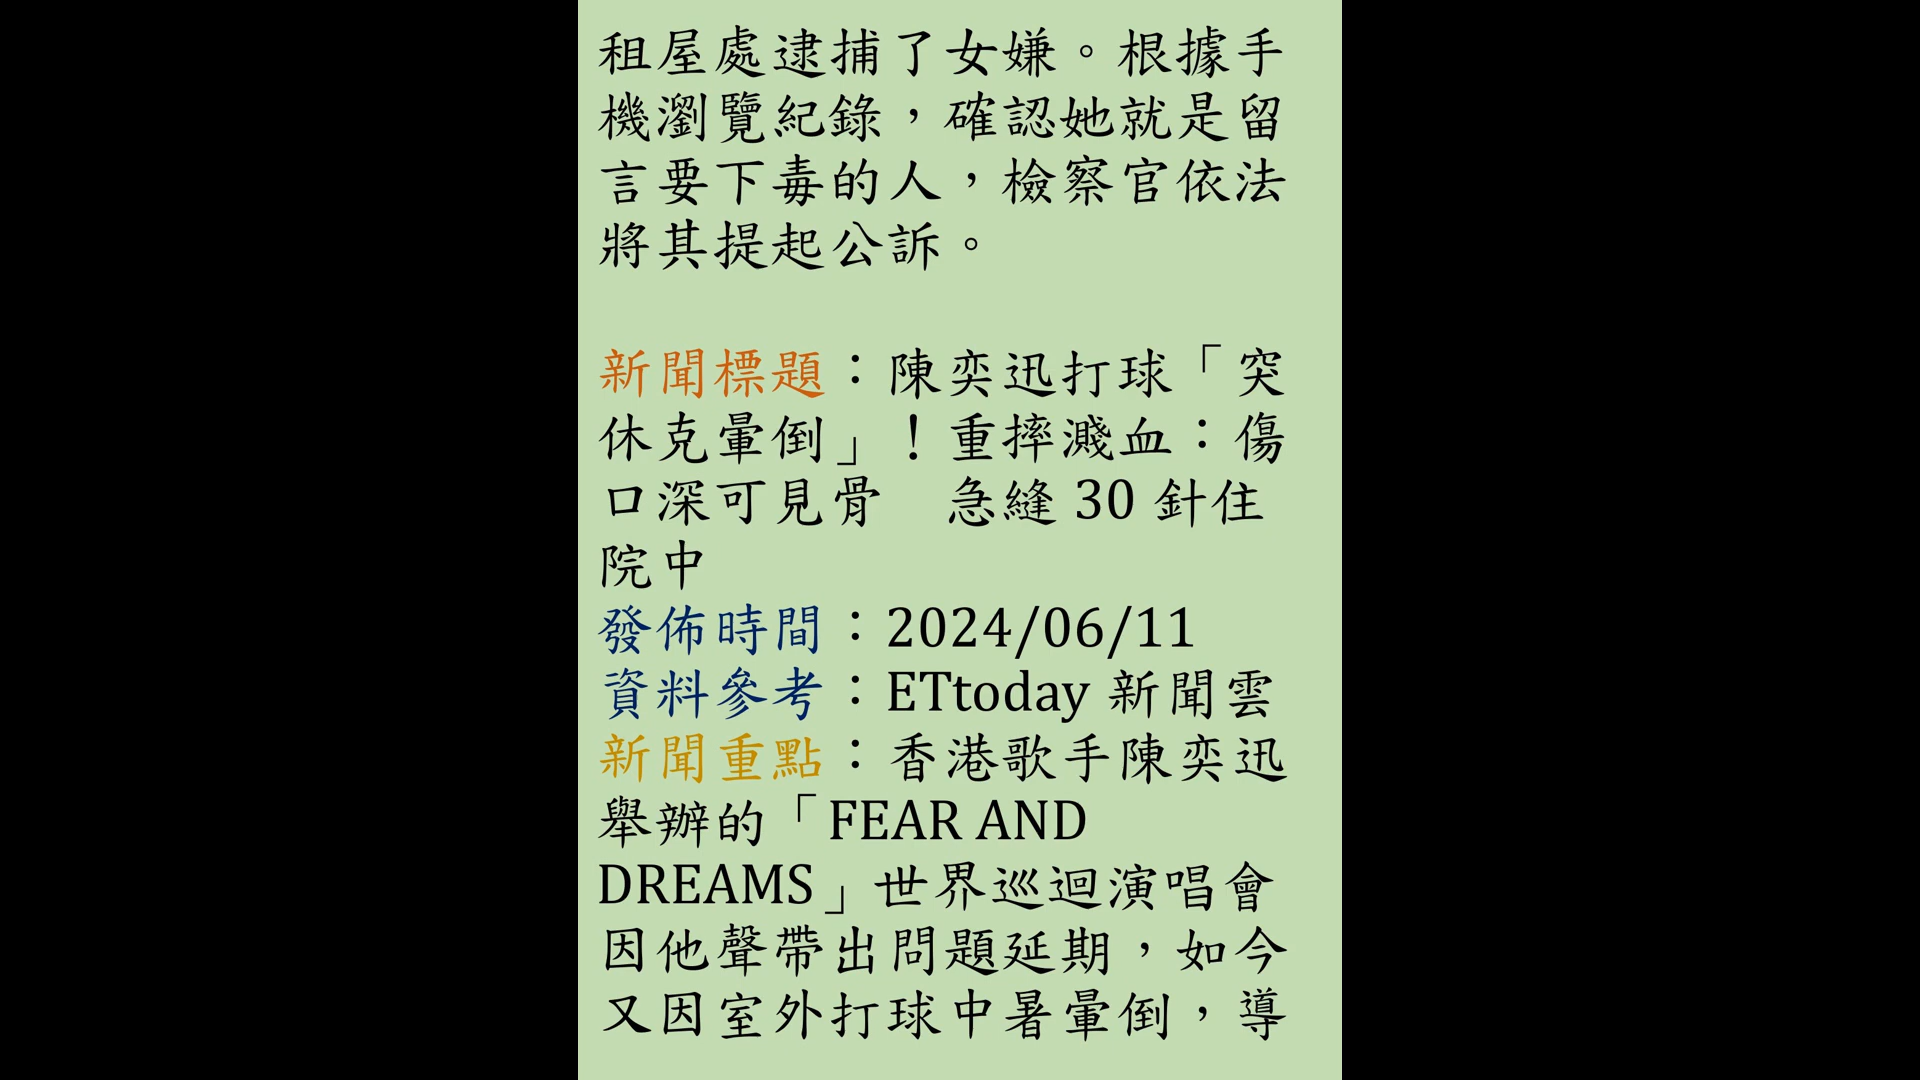 租屋處逮捕了女嫌。根據手
機瀏覽紀錄，確認她就是留
言要下毒的人，檢察官依法
將其提起公訴。
新聞標題：陳奕迅打球「突
休克暈倒」！重摔濺血：傷
口深可見骨　急縫 30 針住
院中
發佈時間：2024/06/11
資料參考：ETtoday 新聞雲
新聞重點：香港歌手陳奕迅
舉辦的「FEAR AND
DREAMS」世界巡迴演唱會
因他聲帶出問題延期，如今
又因室外打球中暑暈倒，導